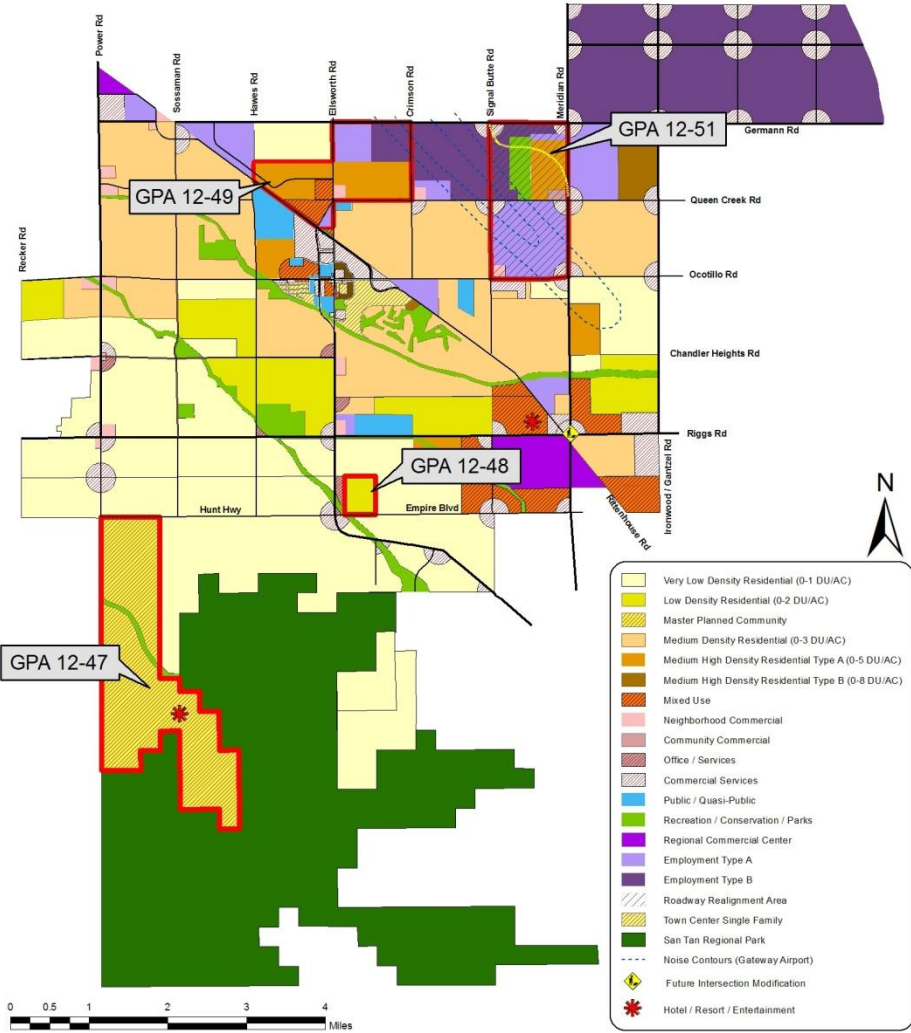 Power Rd
Sossaman Rd
Hawes Rd
Ellsworth Rd
Crimson Rd
Signal Butte Rd
Meridian Rd
GPA 12-51
Germann Rd
GPA 12-49
Queen Creek Rd
Recker Rd
Ocotillo Rd
Chandler Heights Rd
Riggs Rd
GPA 12-48
Hunt Hwy
Empire Blvd
Rittenhouse Rd
Ironwood / Gantzel Rd
N
GPA 12-47
Very Low Density Residential (0-1 DU/AC)
Low Density Residential (0-2 DU/AC)
Master Planned Community
Medium Density Residential (0-3 DU/AC)
Medium High Density Residential Type A (0-5 DU/AC)
Medium High Density Residential Type B (0-8 DU/AC)
Mixed Use
Neighborhood Commercial
Community Commercial
Office / Services
Commercial Services
Public / Quasi-Public
Recreation / Conservation / Parks
Regional Commercial Center
Employment Type A
Employment Type B
Roadway Realignment Area
Town Center Single Family
San Tan Regional Park
Noise Contours (Gateway Airport)
Future Intersection Modification
Hotel / Resort / Entertainment
0 0.5 1 2 3 4
Miles